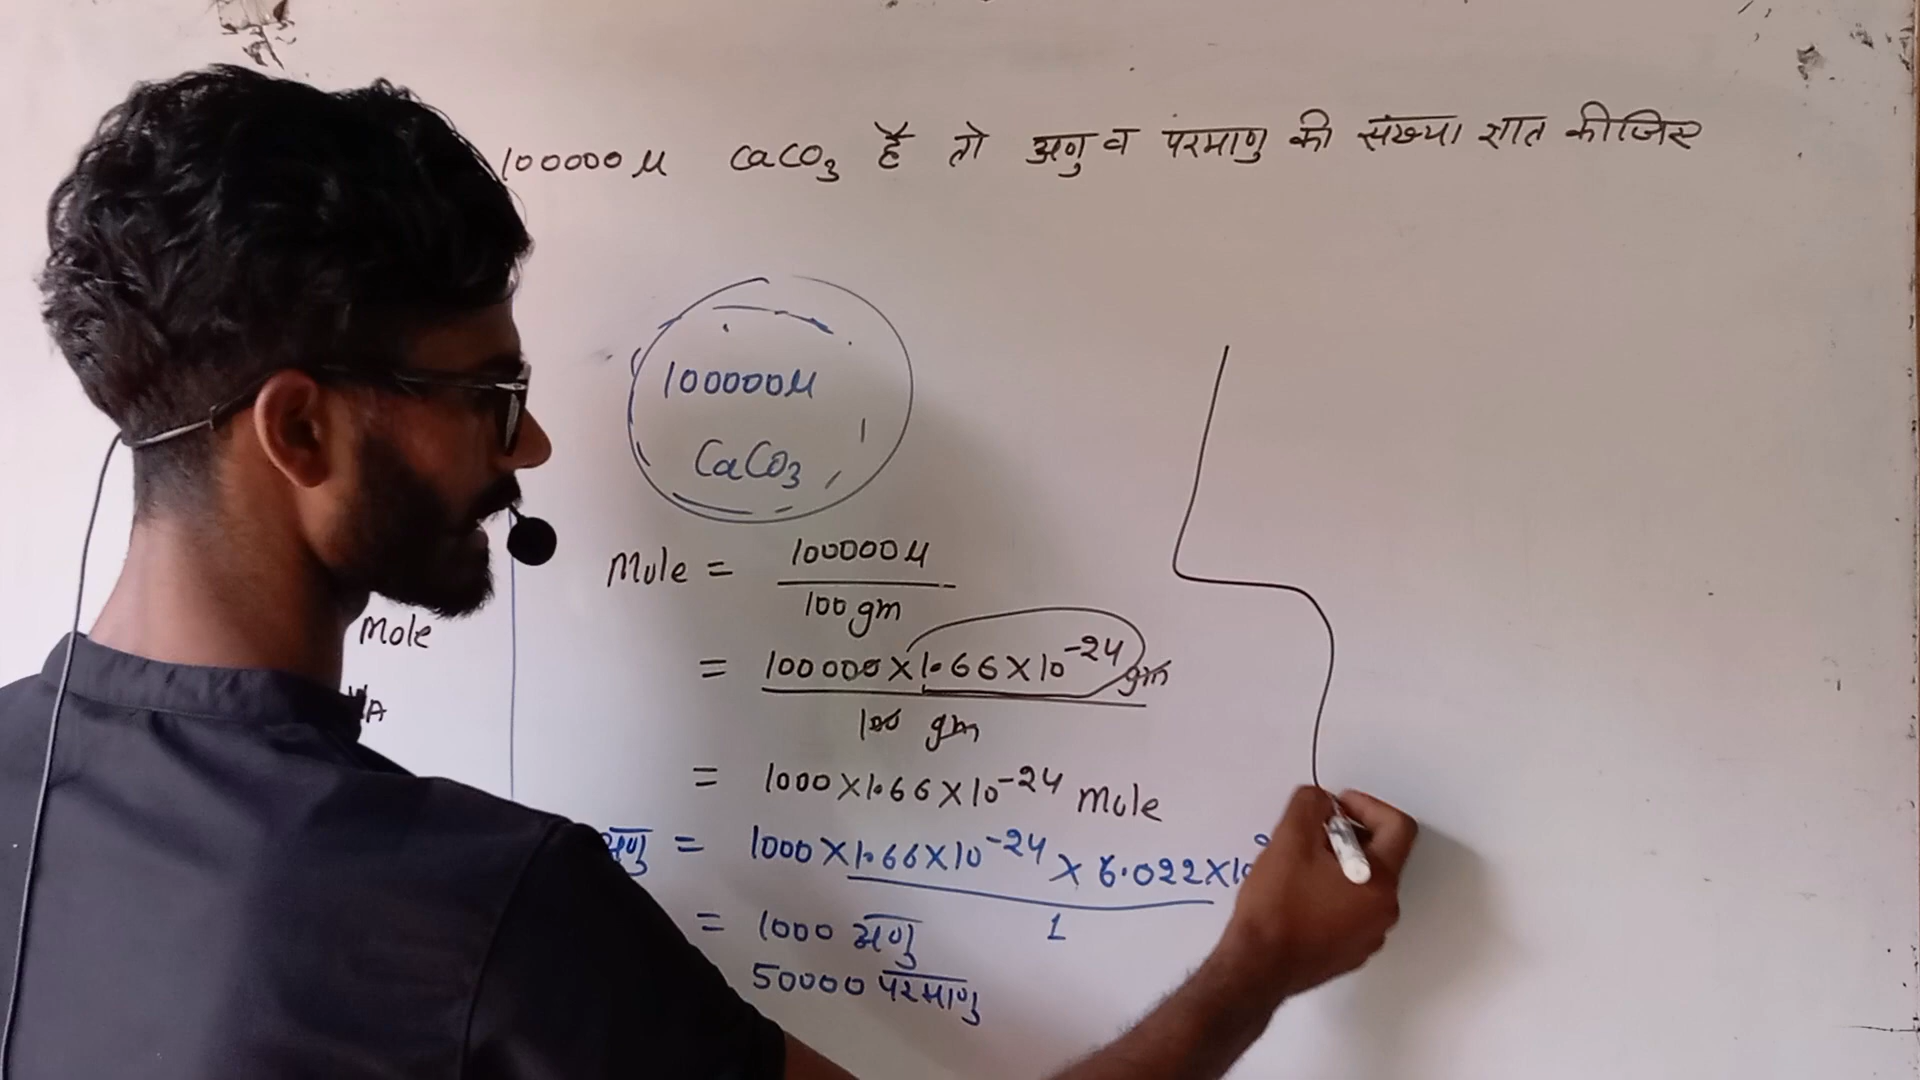 100000 u CaCO3 है तो अणु व परमाणु की संख्या ज्ञात कीजिए
100000u
CaCO3
Mole = 100000 u
100 gm
= 100000 × 1.66 × 10⁻²⁴ gm
100 gm
= 1000 × 1.66 × 10⁻²⁴ Mole
अणु = 1000 × 1.66 × 10⁻²⁴ × 6.022 × 10
1
= 1000 अणु
50000 परमाणु
Mole